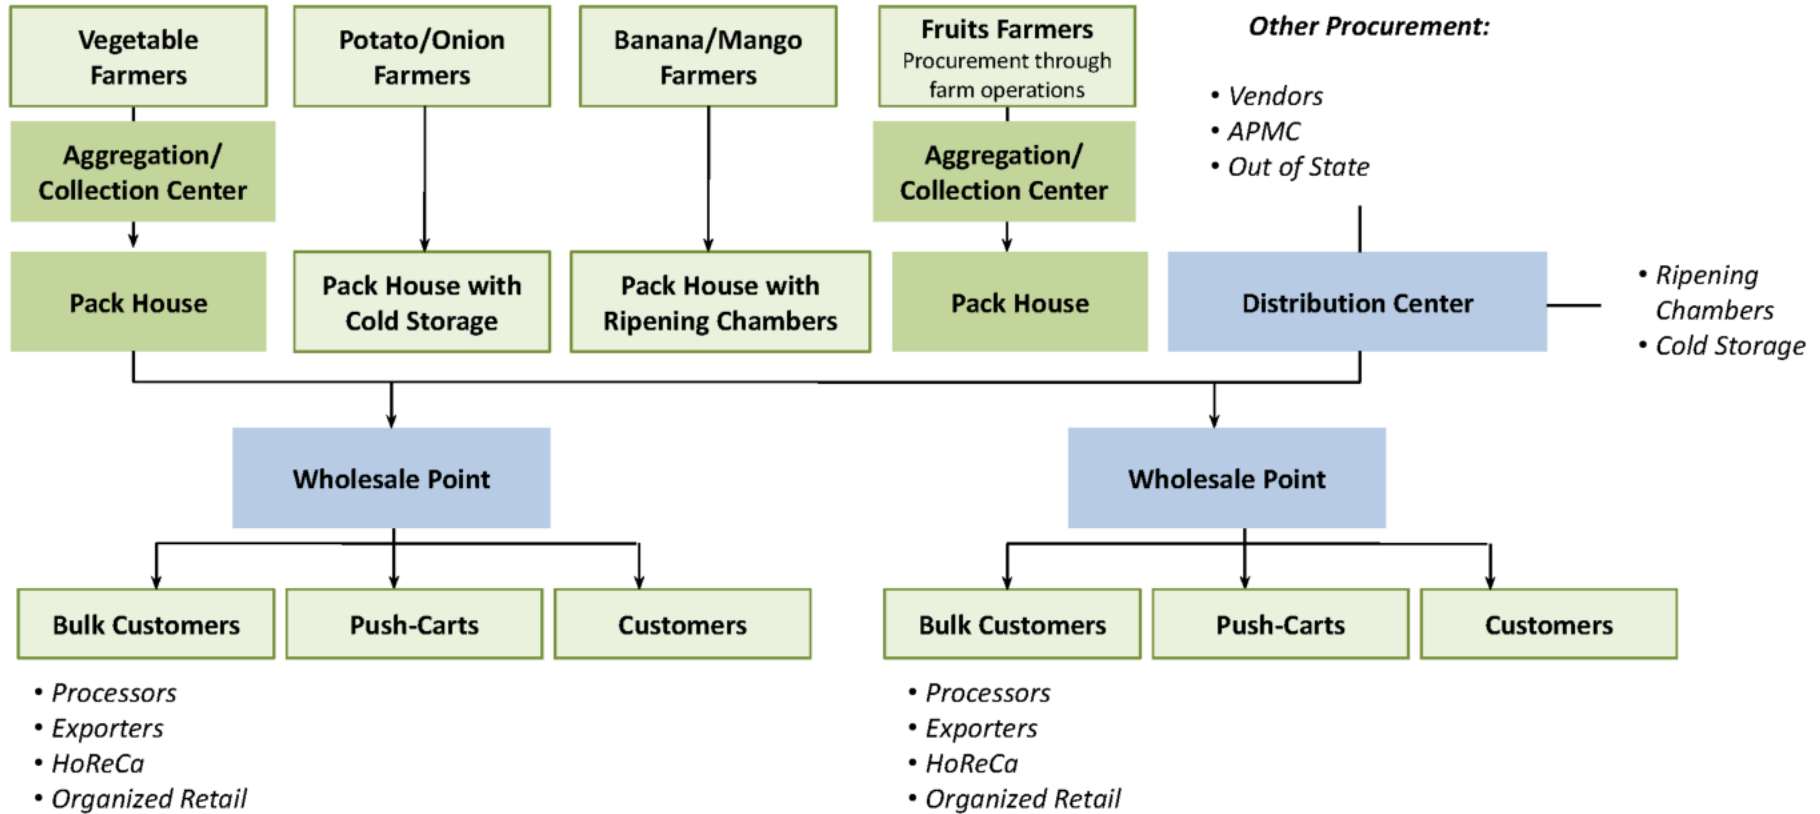 Vegetable
Farmers
Potato/Onion
Farmers
Banana/Mango
Farmers
Fruits Farmers
Procurement through
farm operations
Other Procurement:
• Vendors
• APMC
• Out of State
Aggregation/
Collection Center
Aggregation/
Collection Center
Pack House
Pack House with
Cold Storage
Pack House with
Ripening Chambers
Pack House
Distribution Center
• Ripening
Chambers
• Cold Storage
Wholesale Point
Wholesale Point
Bulk Customers
Push-Carts
Customers
Bulk Customers
Push-Carts
Customers
• Processors
• Exporters
• HoReCa
• Organized Retail
• Processors
• Exporters
• HoReCa
• Organized Retail